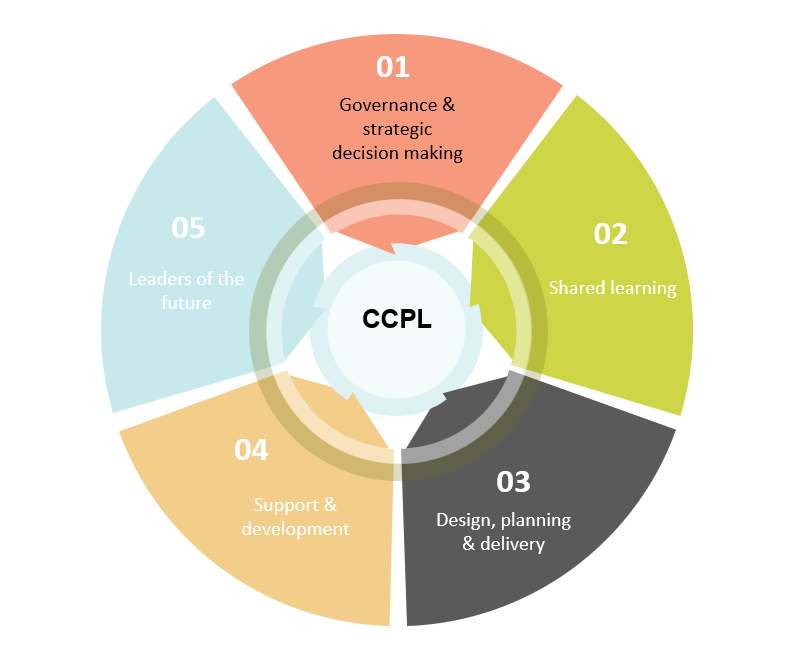 01
Governance &
strategic
decision making
02
Shared learning
03
Design, planning
& delivery
04
Support &
development
05
Leaders of the
future
CCPL